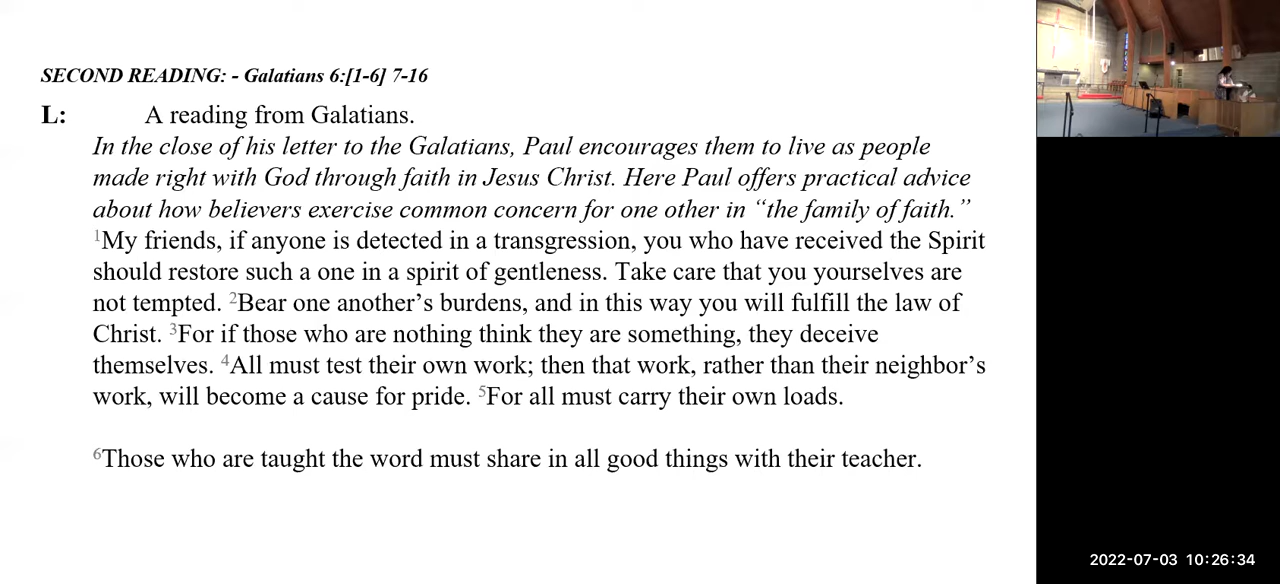 SECOND READING: - Galatians 6:[1-6] 7-16
L: A reading from Galatians.
In the close of his letter to the Galatians, Paul encourages them to live as people
made right with God through faith in Jesus Christ. Here Paul offers practical advice
about how believers exercise common concern for one other in “the family of faith.”
1My friends, if anyone is detected in a transgression, you who have received the Spirit
should restore such a one in a spirit of gentleness. Take care that you yourselves are
not tempted. 2Bear one another’s burdens, and in this way you will fulfill the law of
Christ. 3For if those who are nothing think they are something, they deceive
themselves. 4All must test their own work; then that work, rather than their neighbor’s
work, will become a cause for pride. 5For all must carry their own loads.
6Those who are taught the word must share in all good things with their teacher.
2022-07-03 10:26:34